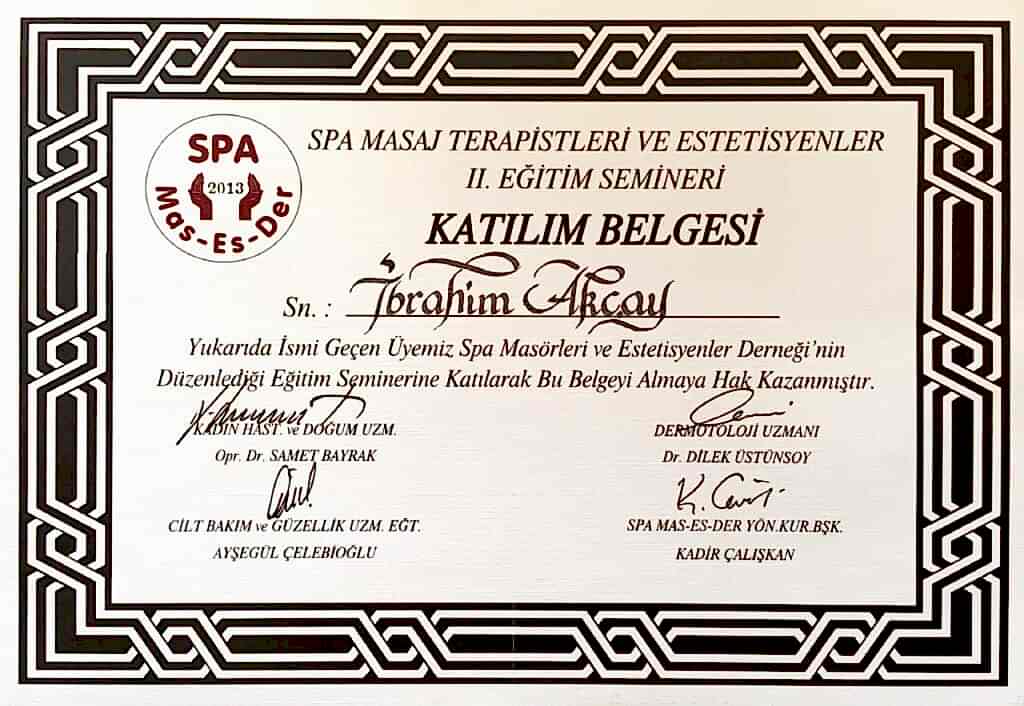 SPA
2013
Mas-Es-Der
SPA MASAJ TERAPİSTLERİ VE ESTETİSYENLER
II. EĞİTİM SEMİNERİ
KATILIM BELGESİ
Sn. : İbrahim Akçay
Yukarıda İsmi Geçen Üyemiz Spa Masörleri ve Estetisyenler Derneği'nin
Düzenlediği Eğitim Seminerine Katılarak Bu Belgeyi Almaya Hak Kazanmıştır.
KADIN HAST. ve DOĞUM UZM.
Opr. Dr. SAMET BAYRAK
DERMOTOLOJİ UZMANI
Dr. DİLEK ÜSTÜNSOY
CİLT BAKIM ve GÜZELLİK UZM. EĞT.
AYŞEGÜL ÇELEBİOĞLU
SPA MAS-ES-DER YÖN.KUR.BŞK.
KADİR ÇALIŞKAN